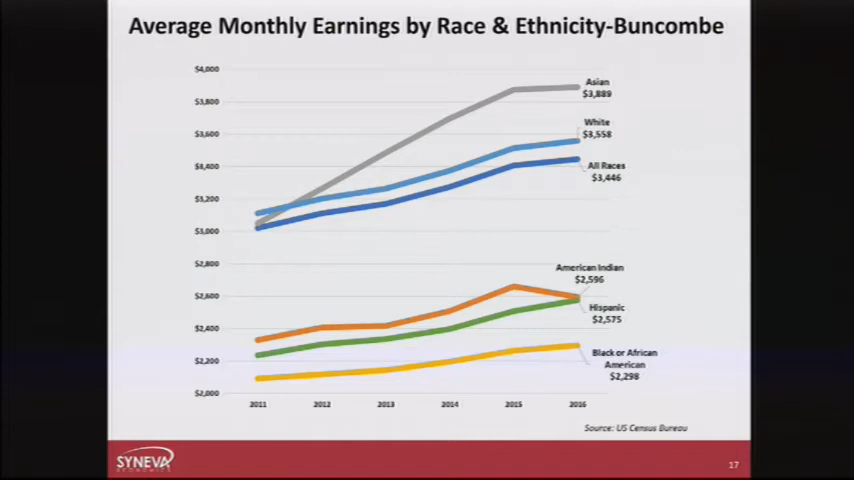 Average Monthly Earnings by Race & Ethnicity-Buncombe
$4,000
$3,800
$3,600
$3,400
$3,200
$3,000
$2,800
$2,600
$2,400
$2,200
$2,000
Asian
$3,889
White
$3,558
All Races
$3,446
American Indian
$2,596
Hispanic
$2,575
Black or African
American
$2,298
2011 2012 2013 2014 2015 2016
Source: US Census Bureau
SYNEVA
ECONOMICS
17